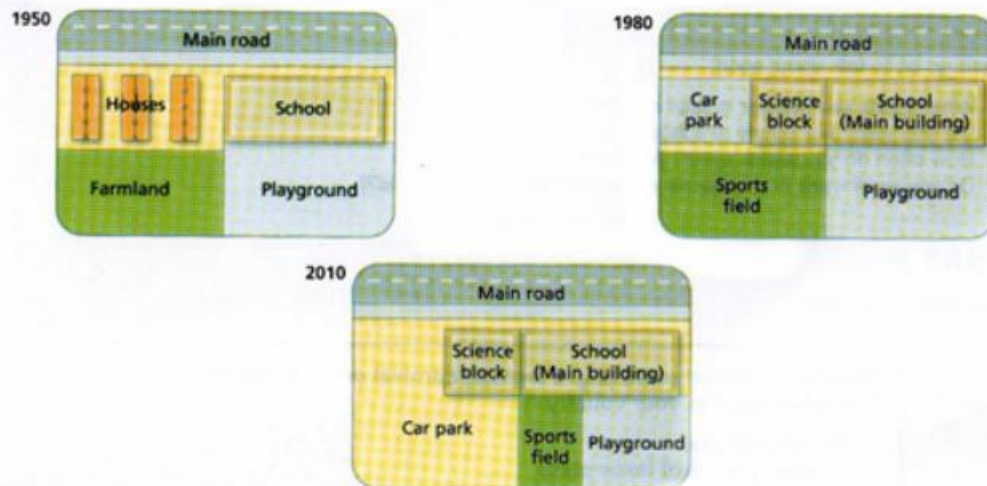 1950
Main road
Houses
School
Farmland
Playground
1980
Main road
Car
park
Science
block
School
(Main building)
Sports
field
Playground
2010
Main road
Science
block
School
(Main building)
Car park
Sports
field
Playground